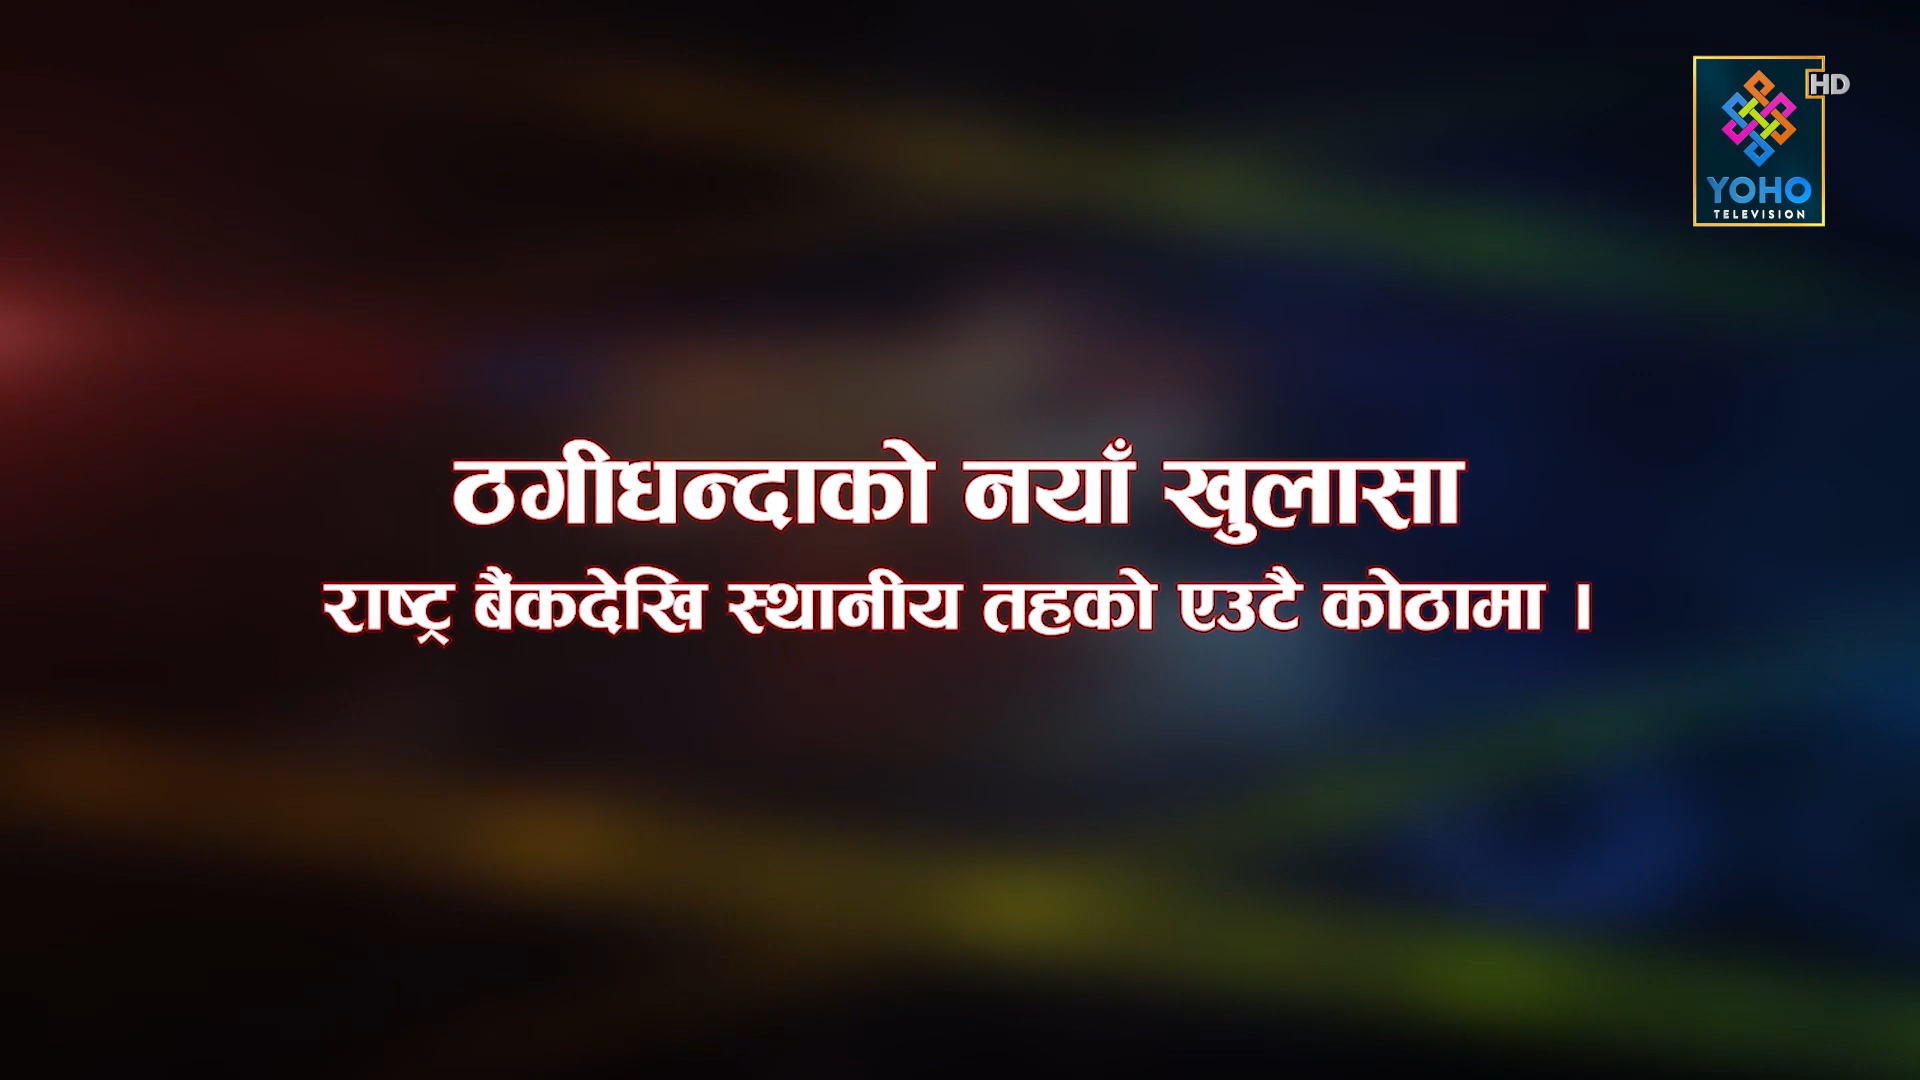 HD
YOHO
TELEVISION
ठगीधन्दाको नयाँ खुलासा
राष्ट्र बैंकदेखि स्थानीय तहको एउटै कोठामा ।